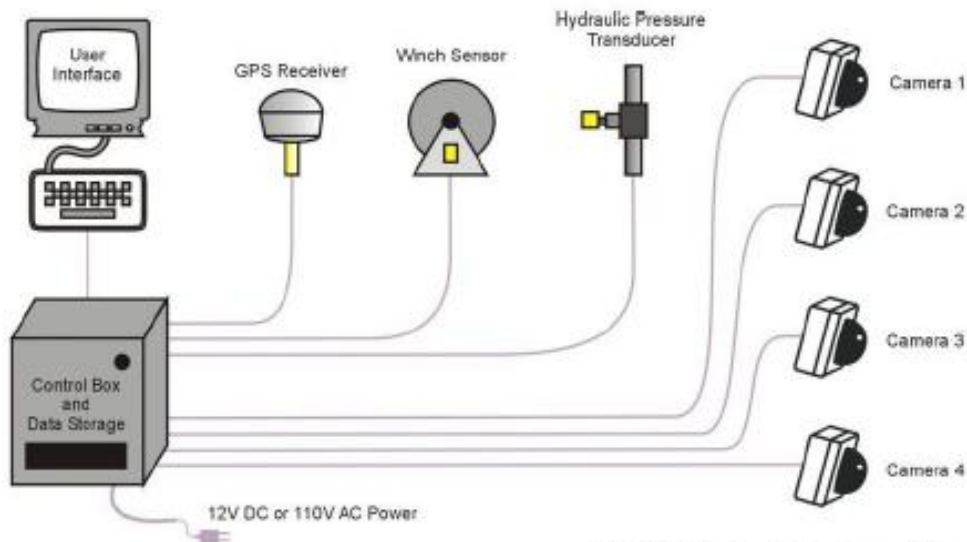 User
Interface
GPS Receiver
Winch Sensor
Hydraulic Pressure
Transducer
Camera 1
Camera 2
Camera 3
Camera 4
Control Box
and
Data Storage
12V DC or 110V AC Power